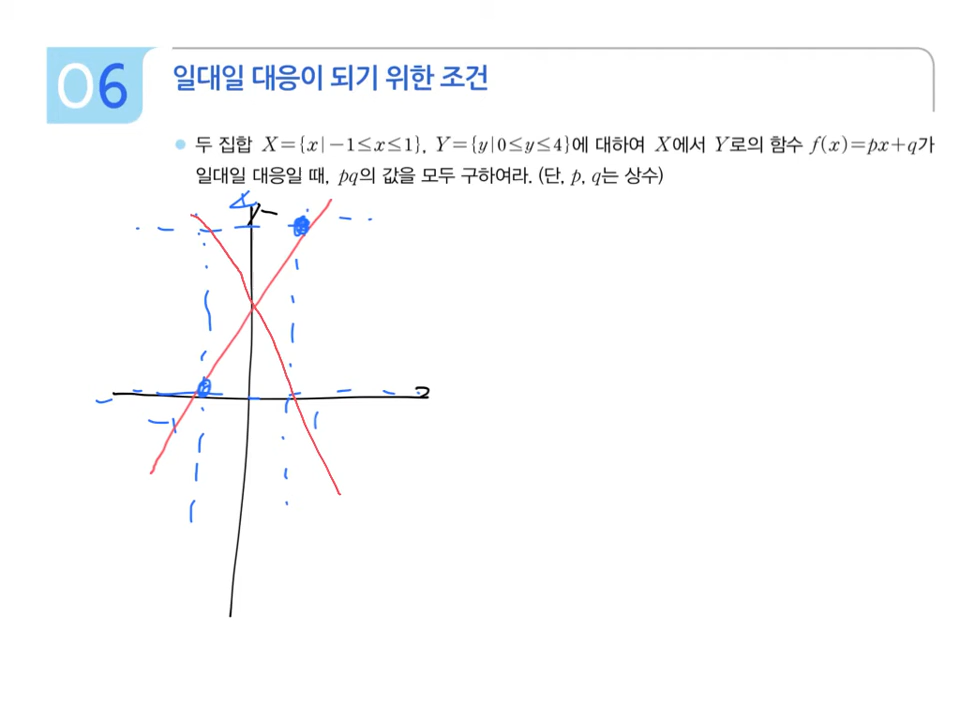 06 일대일 대응이 되기 위한 조건
두 집합 X={x|−1≤x≤1}, Y={y|0≤y≤4}에 대하여 X에서 Y로의 함수 f(x)=px+q가
일대일 대응일 때, pq의 값을 모두 구하여라. (단, p, q는 상수)
4
−1 1